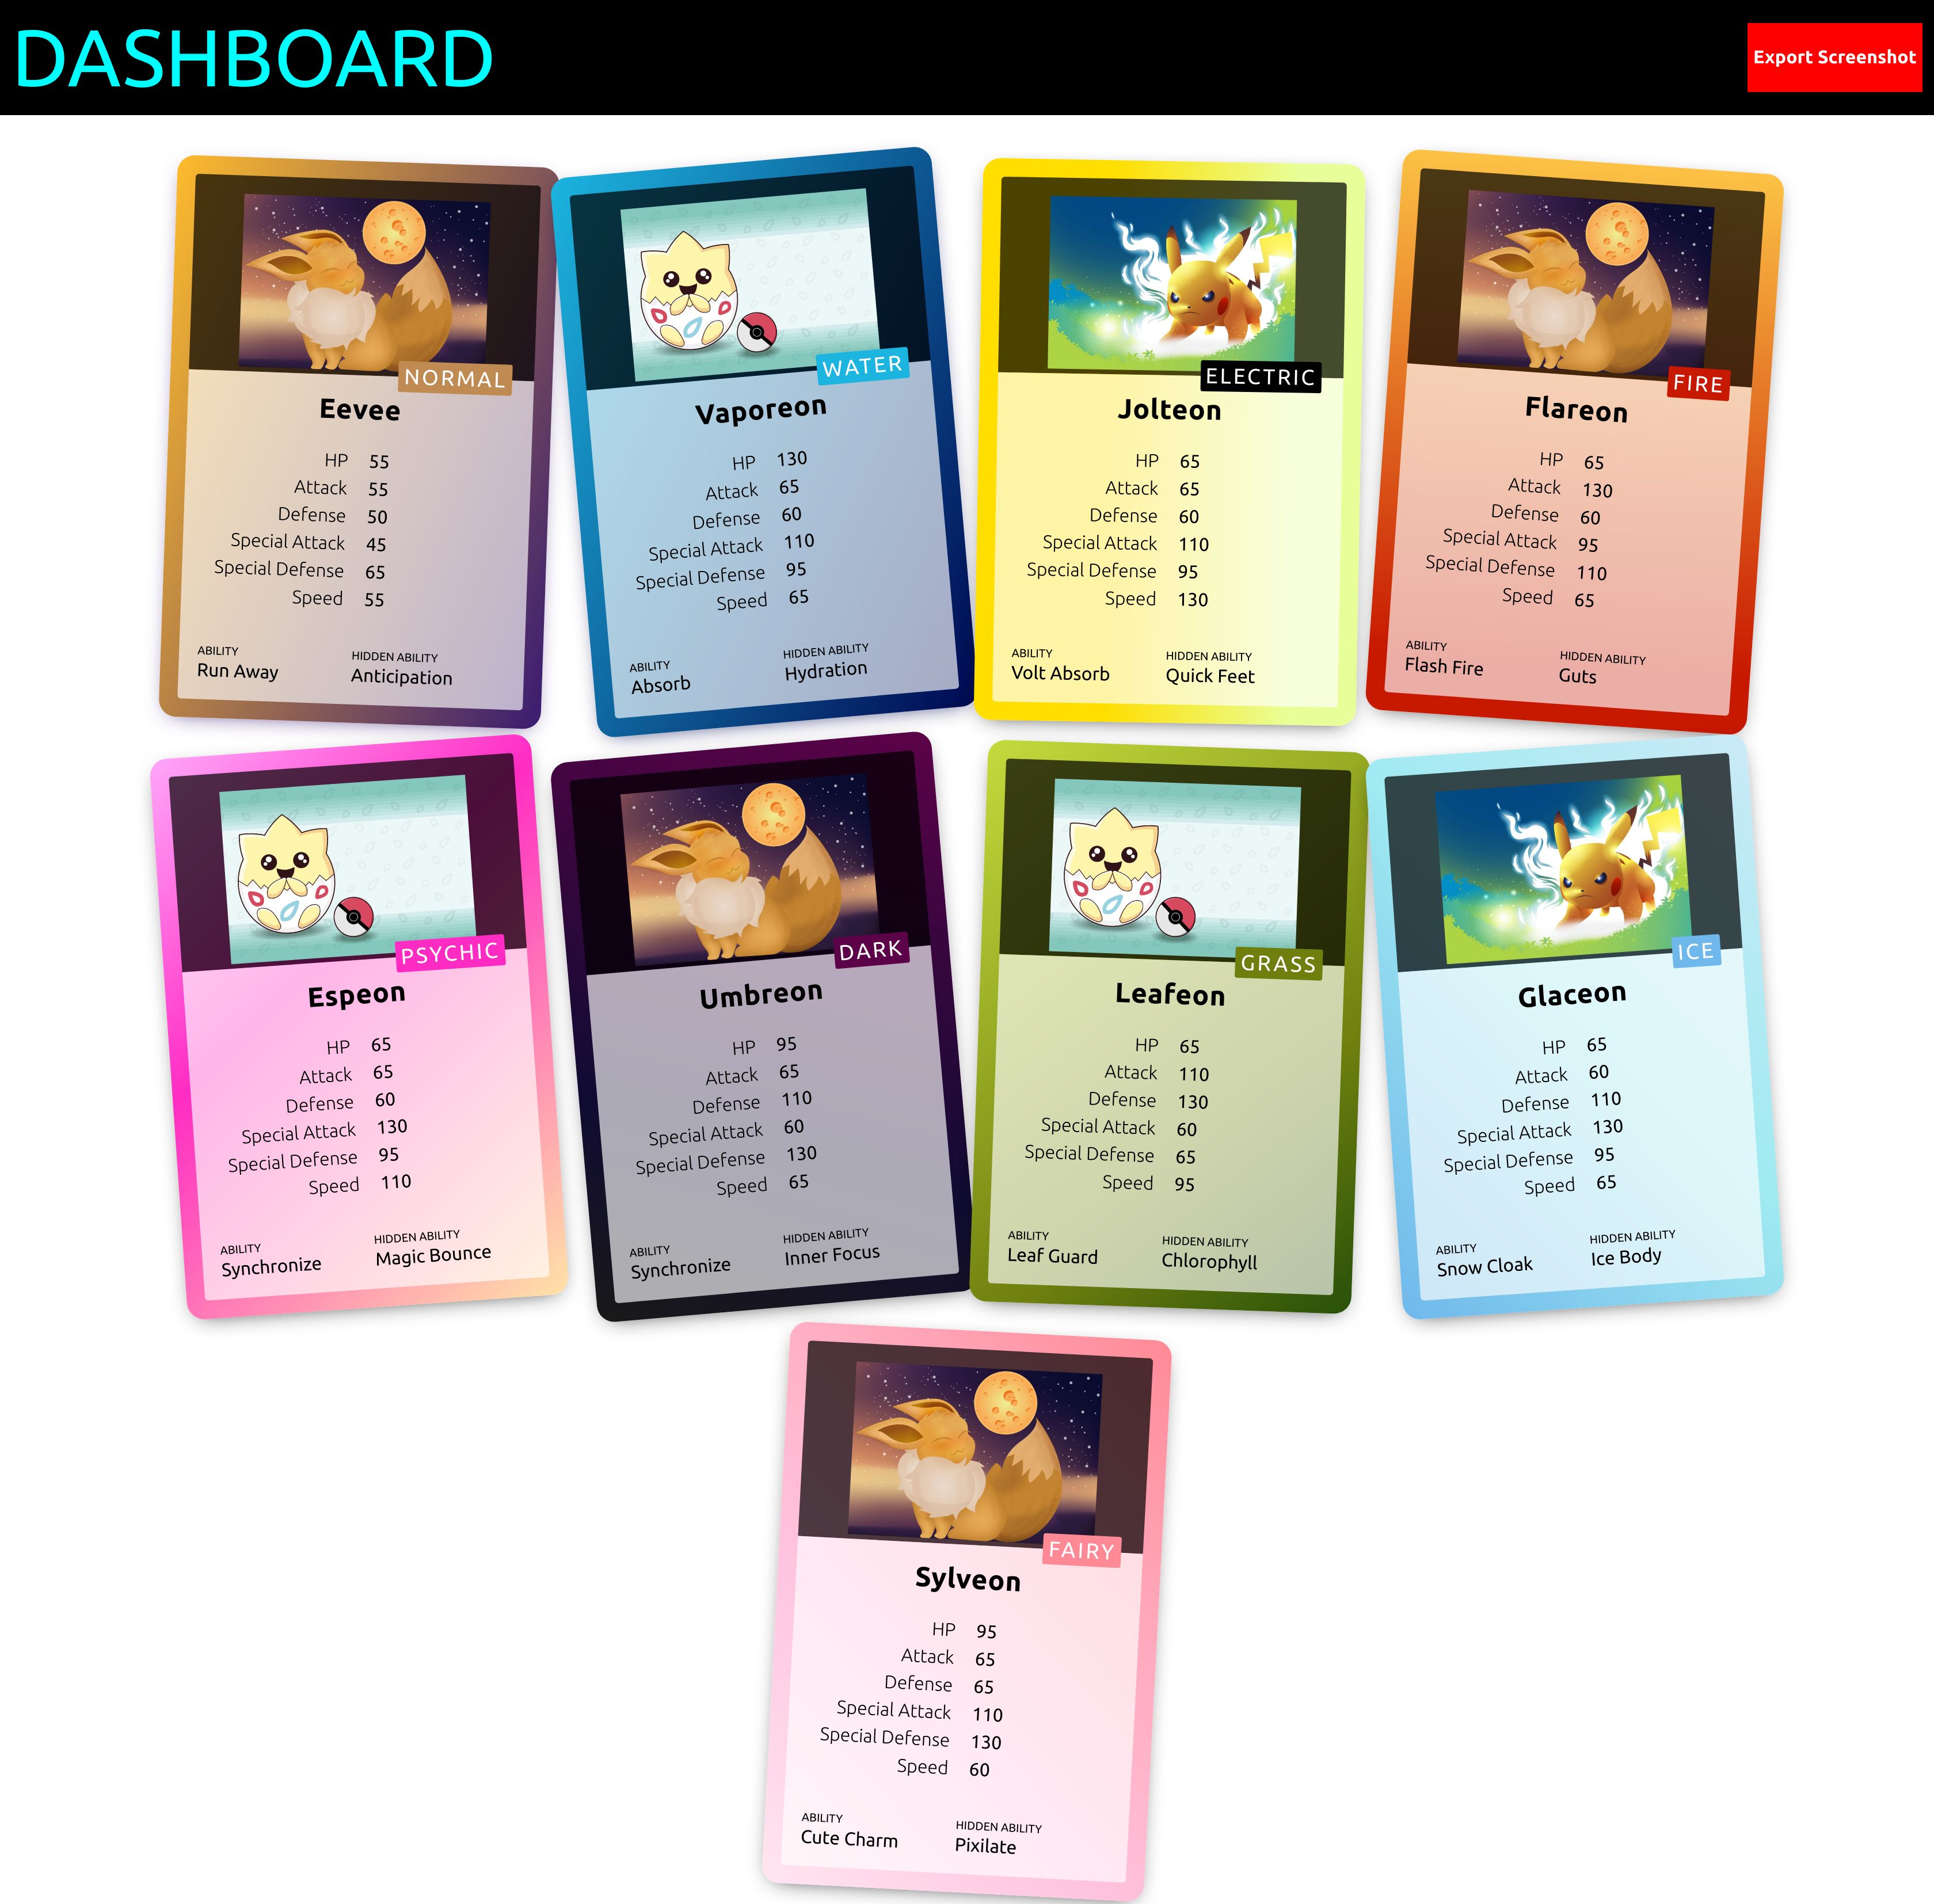 DASHBOARD
Export Screenshot
NORMAL
Eevee
HP 55
Attack 55
Defense 50
Special Attack 45
Special Defense 65
Speed 55
ABILITY HIDDEN ABILITY
Run Away Anticipation
WATER
Vaporeon
HP 130
Attack 65
Defense 60
Special Attack 110
Special Defense 95
Speed 65
ABILITY HIDDEN ABILITY
Absorb Hydration
ELECTRIC
Jolteon
HP 65
Attack 65
Defense 60
Special Attack 110
Special Defense 95
Speed 130
ABILITY HIDDEN ABILITY
Volt Absorb Quick Feet
FIRE
Flareon
HP 65
Attack 130
Defense 60
Special Attack 95
Special Defense 110
Speed 65
ABILITY HIDDEN ABILITY
Flash Fire Guts
PSYCHIC
Espeon
HP 65
Attack 65
Defense 60
Special Attack 130
Special Defense 95
Speed 110
ABILITY HIDDEN ABILITY
Synchronize Magic Bounce
DARK
Umbreon
HP 95
Attack 65
Defense 110
Special Attack 60
Special Defense 130
Speed 65
ABILITY HIDDEN ABILITY
Synchronize Inner Focus
GRASS
Leafeon
HP 65
Attack 110
Defense 130
Special Attack 60
Special Defense 65
Speed 95
ABILITY HIDDEN ABILITY
Leaf Guard Chlorophyll
ICE
Glaceon
HP 65
Attack 60
Defense 110
Special Attack 130
Special Defense 95
Speed 65
ABILITY HIDDEN ABILITY
Snow Cloak Ice Body
FAIRY
Sylveon
HP 95
Attack 65
Defense 65
Special Attack 110
Special Defense 130
Speed 60
ABILITY HIDDEN ABILITY
Cute Charm Pixilate